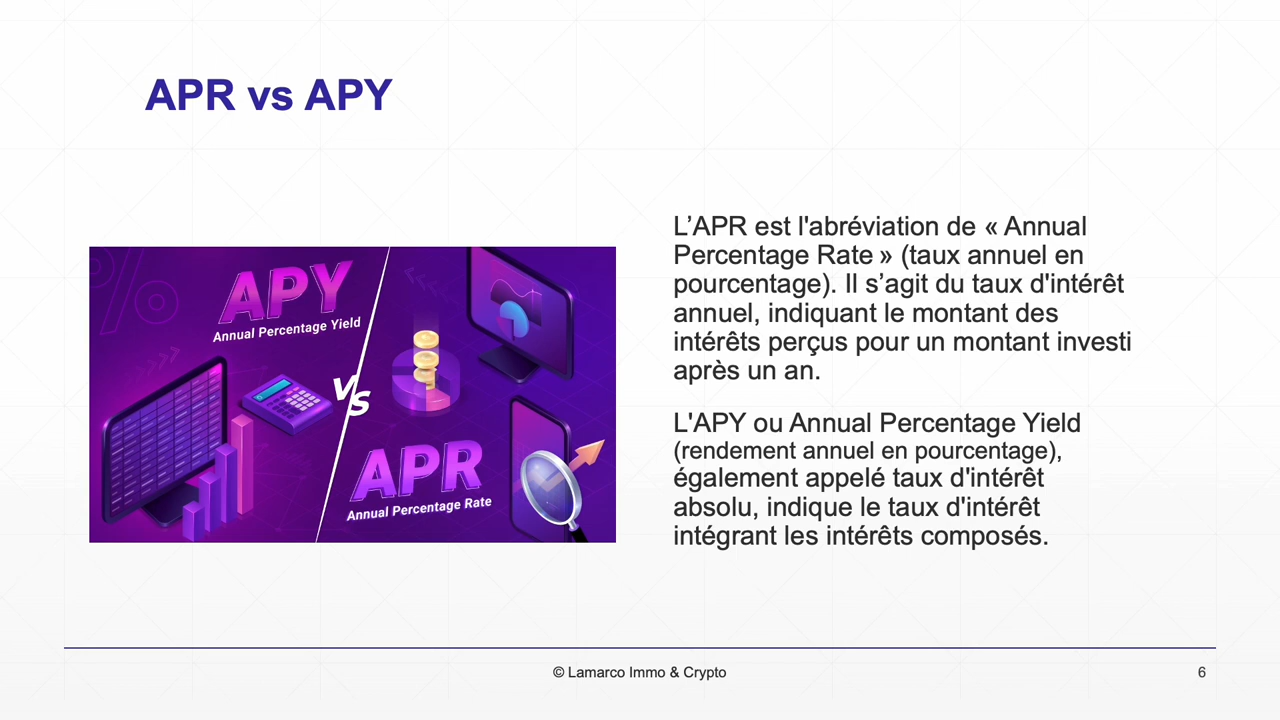 APR vs APY
APY
Annual Percentage Yield
VS
APR
Annual Percentage Rate
L’APR est l'abréviation de « Annual
Percentage Rate » (taux annuel en
pourcentage). Il s’agit du taux d'intérêt
annuel, indiquant le montant des
intérêts perçus pour un montant investi
après un an.
L'APY ou Annual Percentage Yield
(rendement annuel en pourcentage),
également appelé taux d'intérêt
absolu, indique le taux d'intérêt
intégrant les intérêts composés.
© Lamarco Immo & Crypto
6